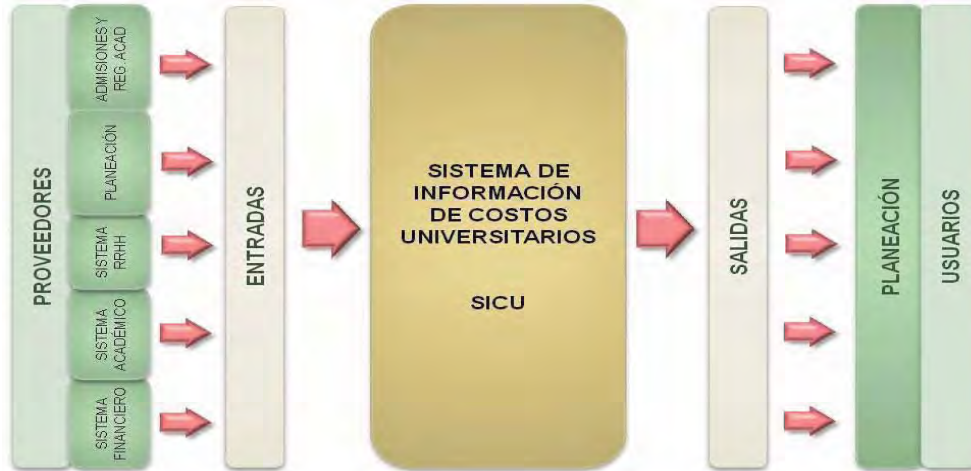 PROVEEDORES
ADMISIONES Y
REG. ACAD
PLANEACIÓN
SISTEMA
RRHH
SISTEMA
ACADÉMICO
SISTEMA
FINANCIERO
ENTRADAS
SISTEMA DE
INFORMACIÓN
DE COSTOS
UNIVERSITARIOS
SICU
SALIDAS
PLANEACIÓN
USUARIOS